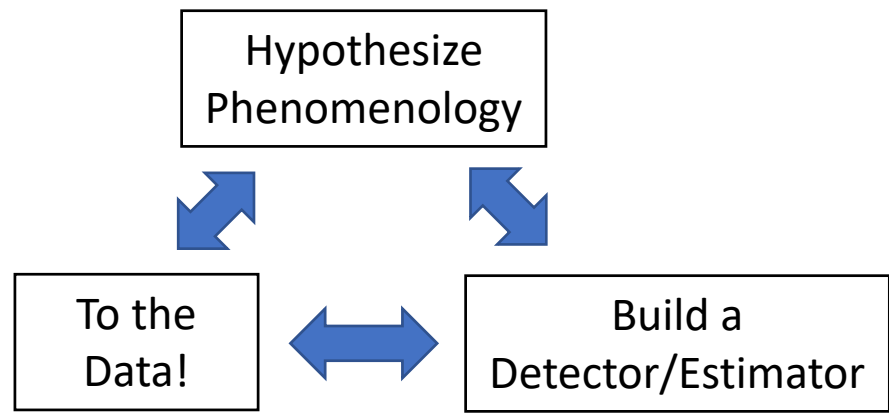 Hypothesize
Phenomenology
To the
Data!
Build a
Detector/Estimator